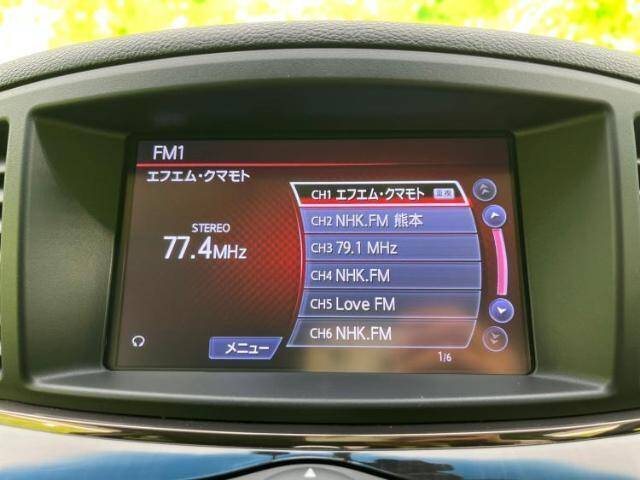 FM1
エフエム・クマモト
STEREO
77.4MHz
CH1 エフエム・クマモト
CH2 NHK.FM 熊本
CH3 79.1 MHz
CH4 NHK.FM
CH5 Love FM
CH6 NHK.FM
メニュー
1/6